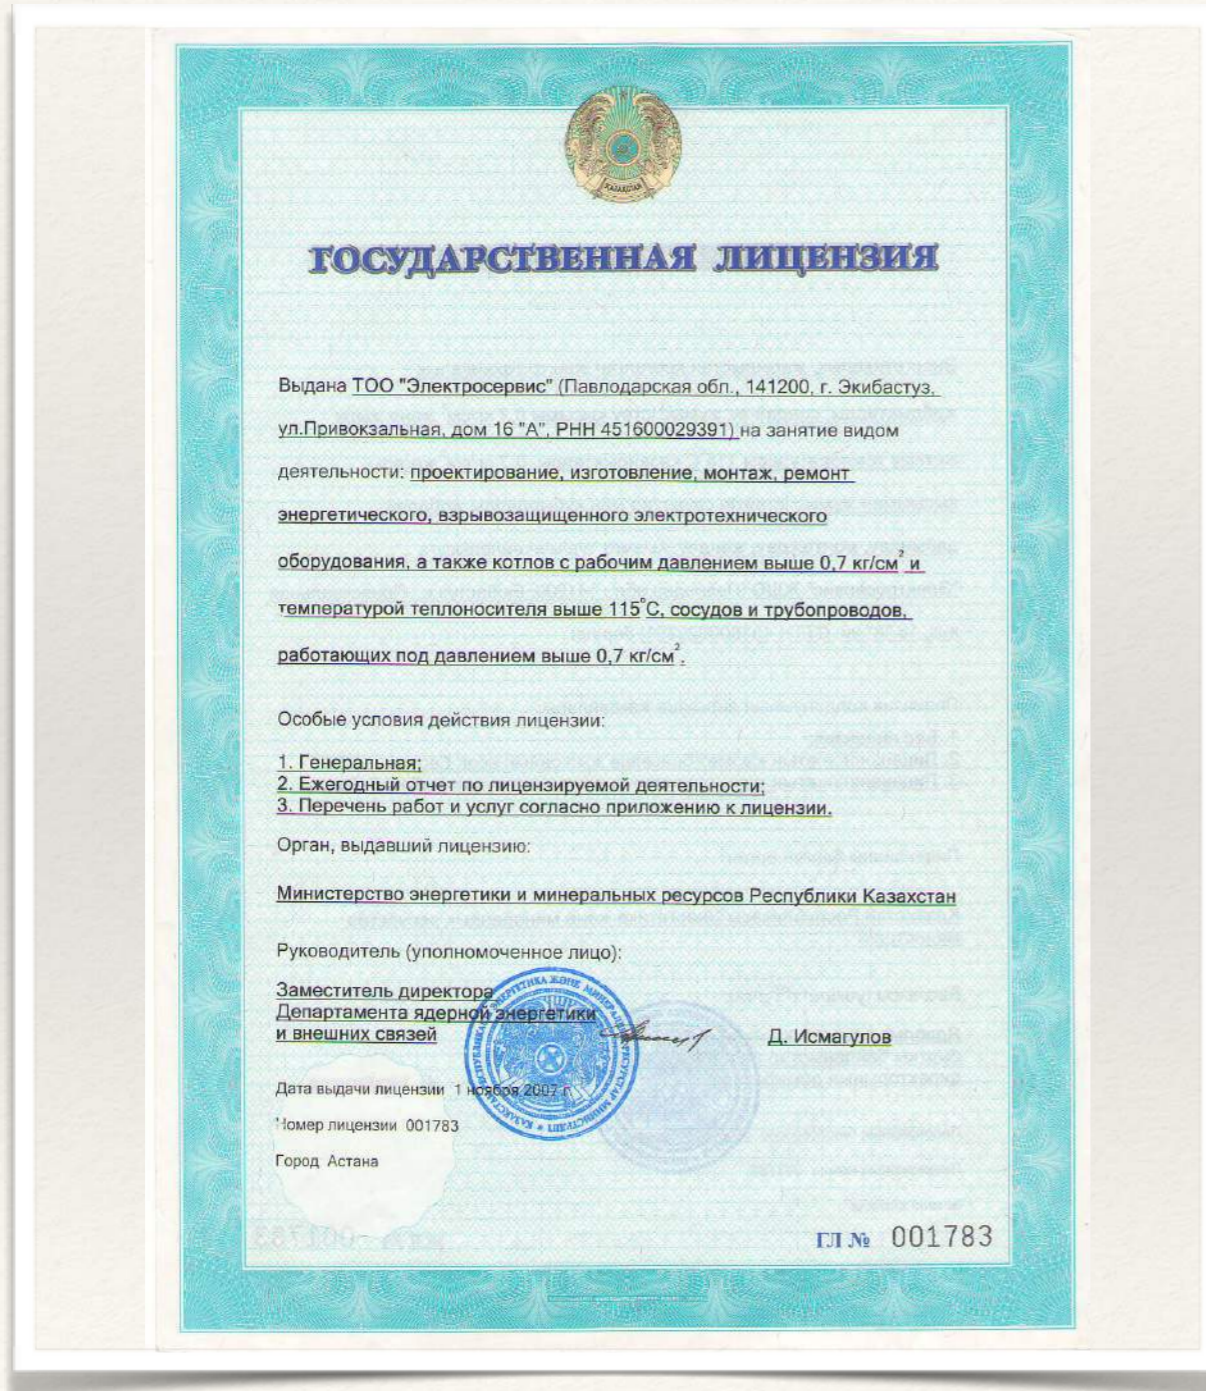 ҚАЗАҚСТАН
ГОСУДАРСТВЕННАЯ ЛИЦЕНЗИЯ
Выдана ТОО "Электросервис" (Павлодарская обл., 141200, г. Экибастуз,
ул.Привокзальная, дом 16 "А", РНН 451600029391) на занятие видом
деятельности: проектирование, изготовление, монтаж, ремонт
энергетического, взрывозащищенного электротехнического
оборудования, а также котлов с рабочим давлением выше 0,7 кг/см² и
температурой теплоносителя выше 115°С, сосудов и трубопроводов,
работающих под давлением выше 0,7 кг/см².
Особые условия действия лицензии:
1. Генеральная;
2. Ежегодный отчет по лицензируемой деятельности;
3. Перечень работ и услуг согласно приложению к лицензии.
Орган, выдавший лицензию:
Министерство энергетики и минеральных ресурсов Республики Казахстан
Руководитель (уполномоченное лицо):
Заместитель директора
Департамента ядерной энергетики
и внешних связей
Д. Исмагулов
Дата выдачи лицензии 1 ноября 2007 г
Номер лицензии 001783
Город Астана
ГЛ № 001783